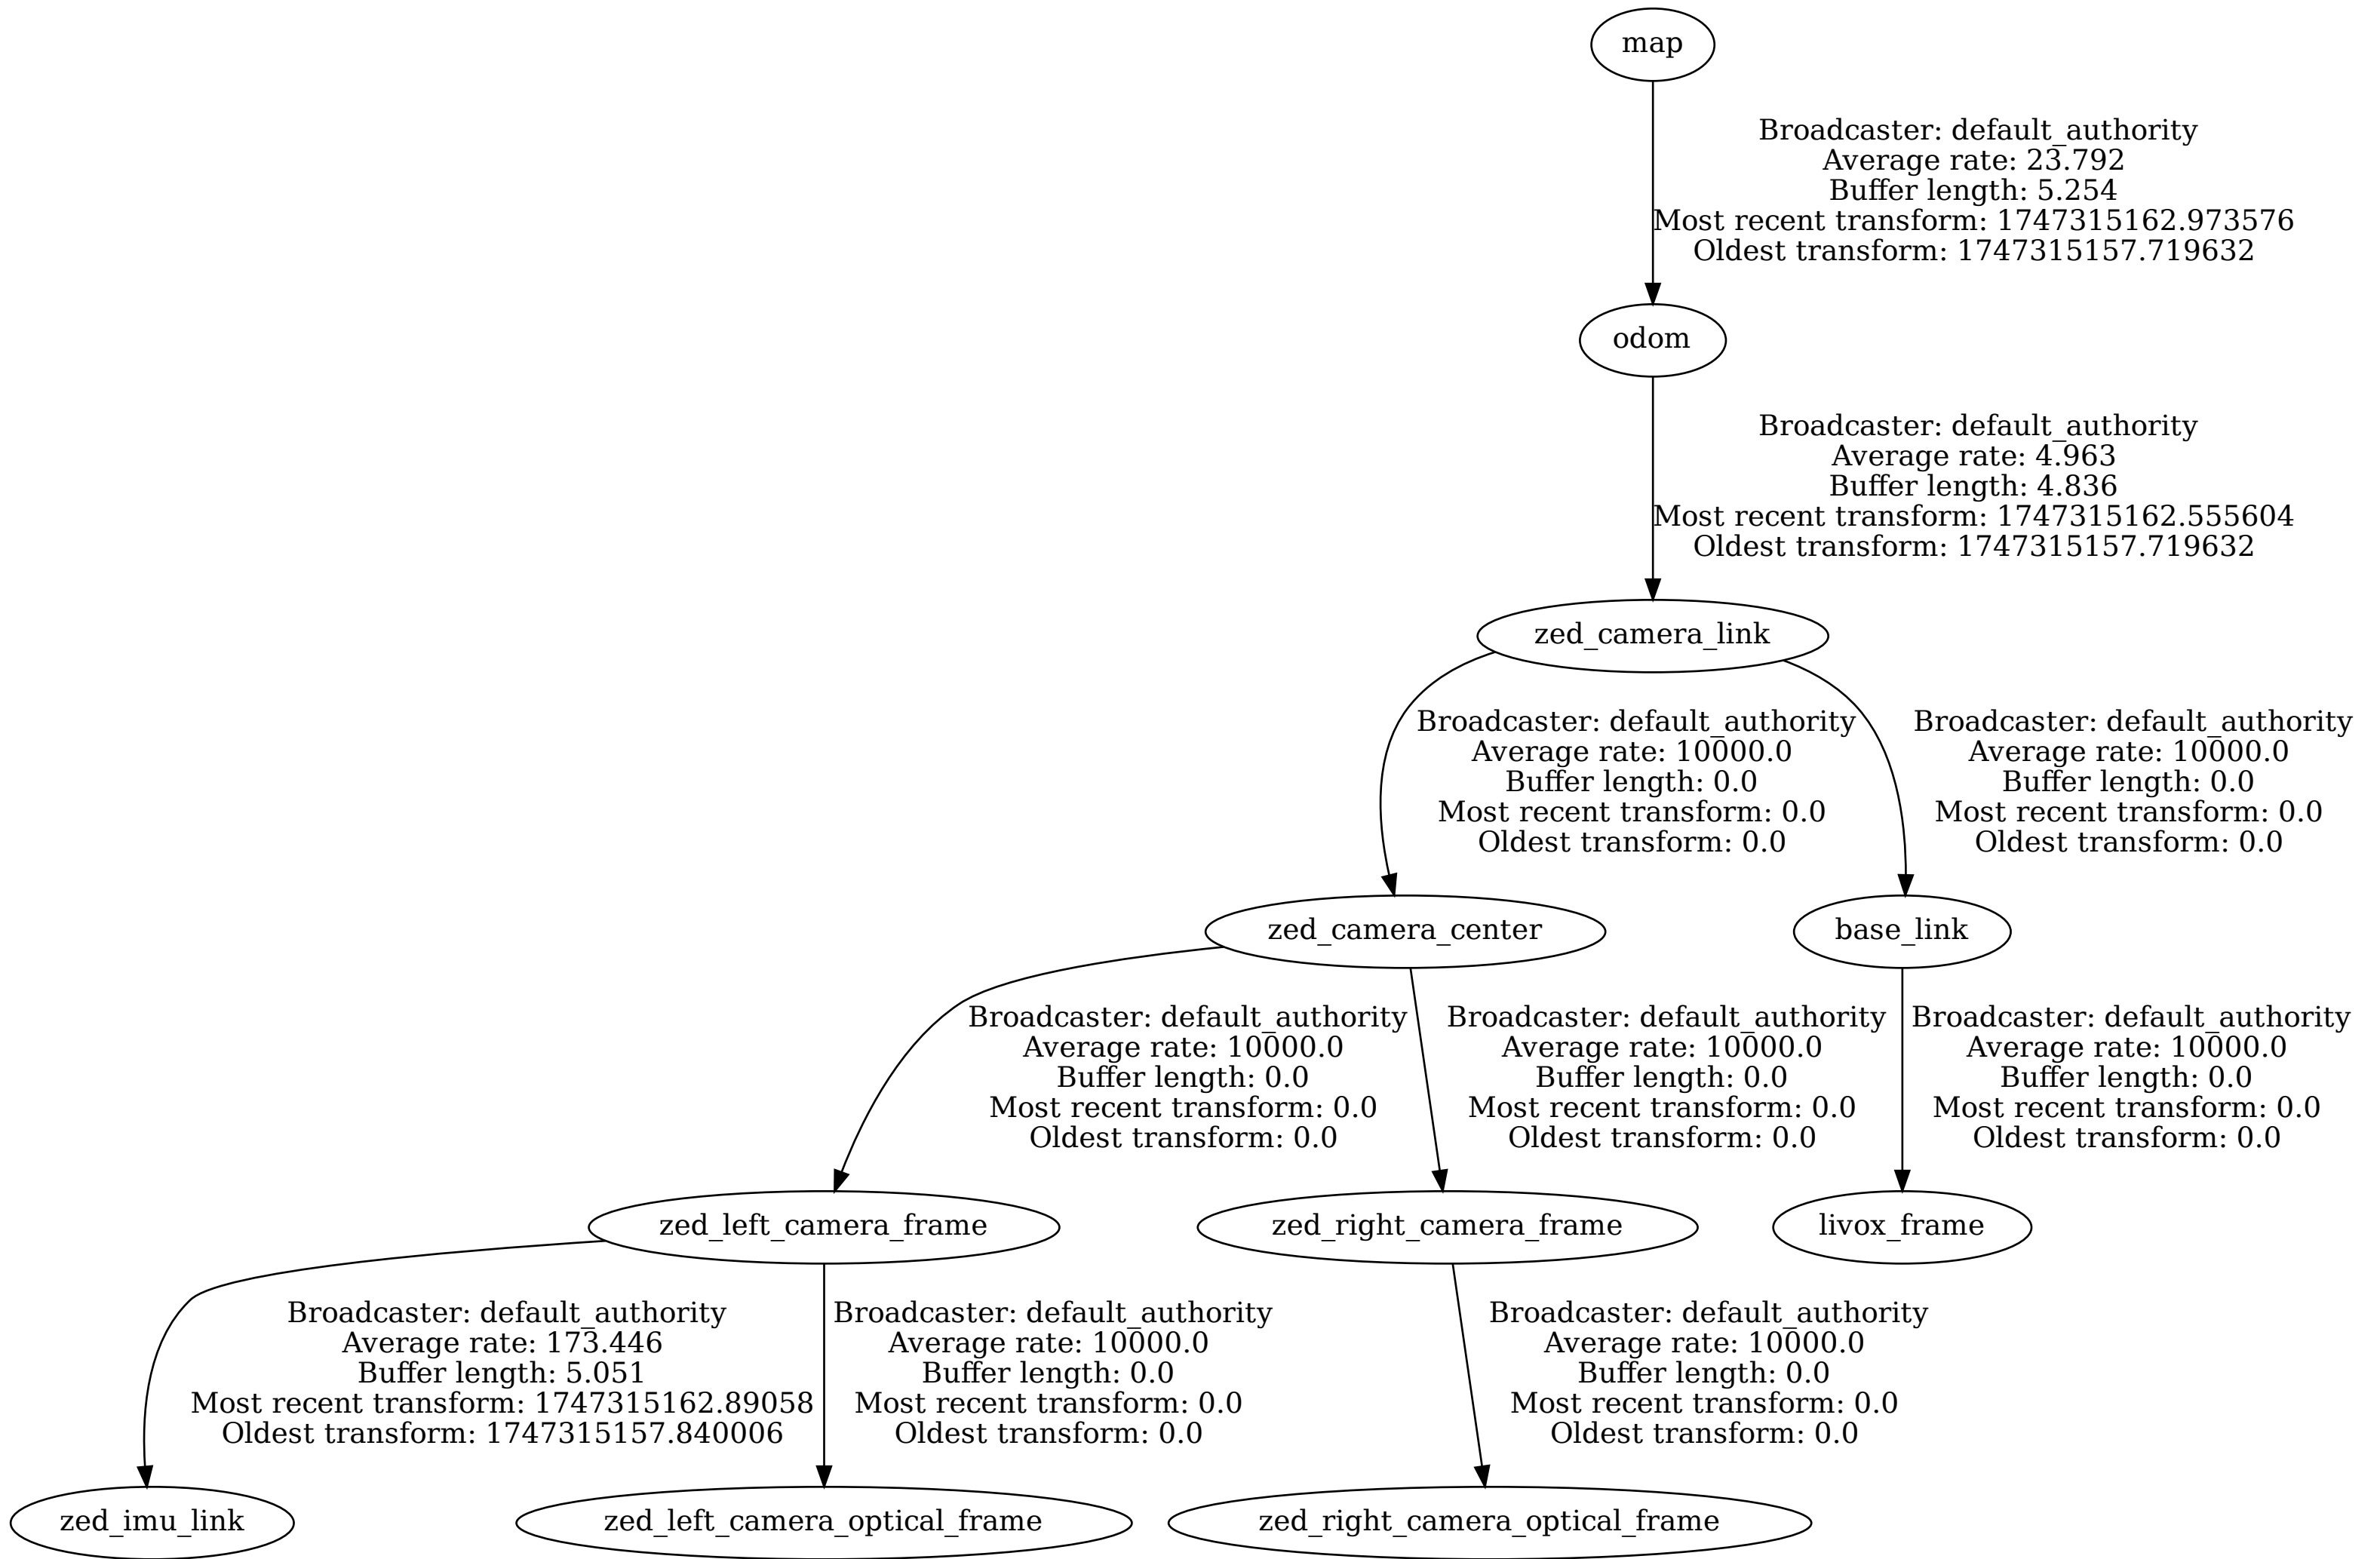 map
Broadcaster: default_authority
Average rate: 23.792
Buffer length: 5.254
Most recent transform: 1747315162.973576
Oldest transform: 1747315157.719632
odom
Broadcaster: default_authority
Average rate: 4.963
Buffer length: 4.836
Most recent transform: 1747315162.555604
Oldest transform: 1747315157.719632
zed_camera_link
Broadcaster: default_authority
Average rate: 10000.0
Buffer length: 0.0
Most recent transform: 0.0
Oldest transform: 0.0
Broadcaster: default_authority
Average rate: 10000.0
Buffer length: 0.0
Most recent transform: 0.0
Oldest transform: 0.0
zed_camera_center
base_link
Broadcaster: default_authority
Average rate: 10000.0
Buffer length: 0.0
Most recent transform: 0.0
Oldest transform: 0.0
Broadcaster: default_authority
Average rate: 10000.0
Buffer length: 0.0
Most recent transform: 0.0
Oldest transform: 0.0
Broadcaster: default_authority
Average rate: 10000.0
Buffer length: 0.0
Most recent transform: 0.0
Oldest transform: 0.0
zed_left_camera_frame
zed_right_camera_frame
livox_frame
Broadcaster: default_authority
Average rate: 173.446
Buffer length: 5.051
Most recent transform: 1747315162.89058
Oldest transform: 1747315157.840006
Broadcaster: default_authority
Average rate: 10000.0
Buffer length: 0.0
Most recent transform: 0.0
Oldest transform: 0.0
Broadcaster: default_authority
Average rate: 10000.0
Buffer length: 0.0
Most recent transform: 0.0
Oldest transform: 0.0
zed_imu_link
zed_left_camera_optical_frame
zed_right_camera_optical_frame